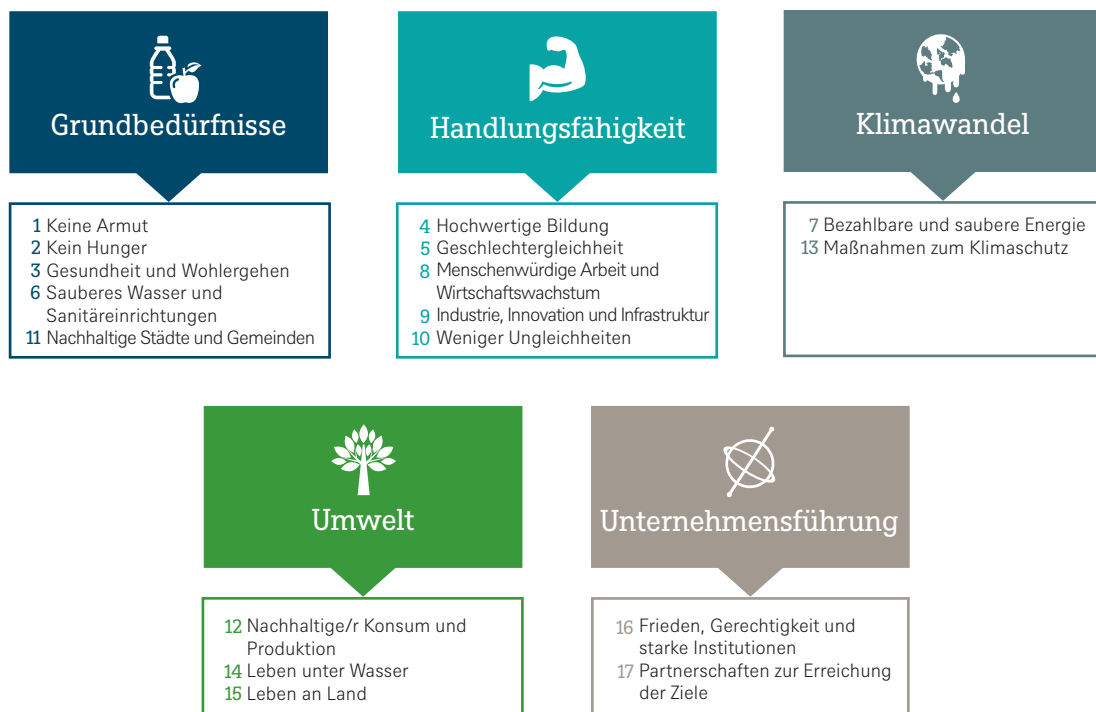 Grundbedürfnisse
1 Keine Armut
2 Kein Hunger
3 Gesundheit und Wohlergehen
6 Sauberes Wasser und
Sanitäreinrichtungen
11 Nachhaltige Städte und Gemeinden
Handlungsfähigkeit
4 Hochwertige Bildung
5 Geschlechtergleichheit
8 Menschenwürdige Arbeit und
Wirtschaftswachstum
9 Industrie, Innovation und Infrastruktur
10 Weniger Ungleichheiten
Klimawandel
7 Bezahlbare und saubere Energie
13 Maßnahmen zum Klimaschutz
Umwelt
12 Nachhaltige/r Konsum und
Produktion
14 Leben unter Wasser
15 Leben an Land
Unternehmensführung
16 Frieden, Gerechtigkeit und
starke Institutionen
17 Partnerschaften zur Erreichung
der Ziele